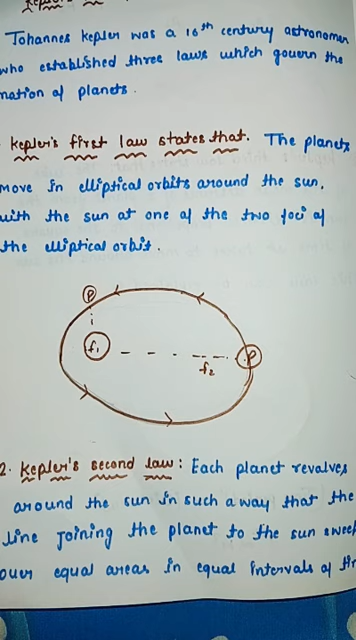 Johannes Kepler was a 16th century astronomer
who established three laws which govern the
mation of planets.
kepler's first law states that. The planets
move in elliptical orbits around the sun,
with the sun at one of the two foci of
the elliptical orbit.
P
f1
f2
P
2. Kepler's second law: Each planet revalves
around the sun in such a way that the
line joining the planet to the sun sweep
over equal areas in equal intervals of